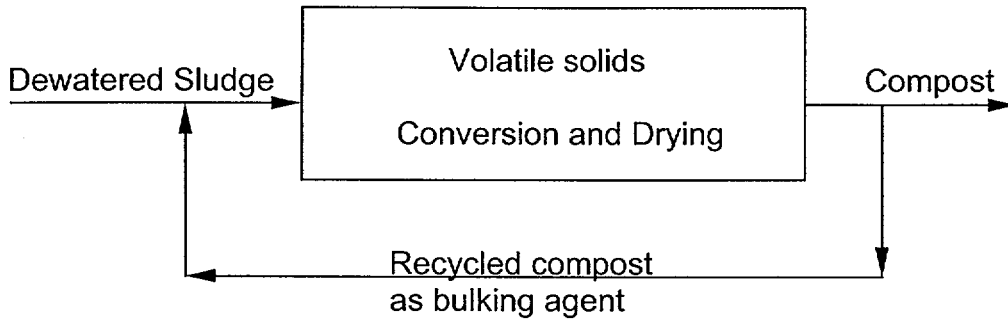 Volatile solids
Dewatered Sludge
Compost
Conversion and Drying
Recycled compost
as bulking agent